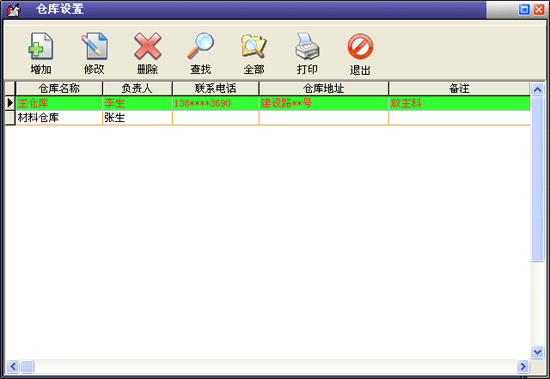 仓库设置
增加 修改 删除 查找 全部 打印 退出
仓库名称 负责人 联系电话 仓库地址 备注
主仓库 李生 138****3690 建设路**号 放主料
材料仓库 张生